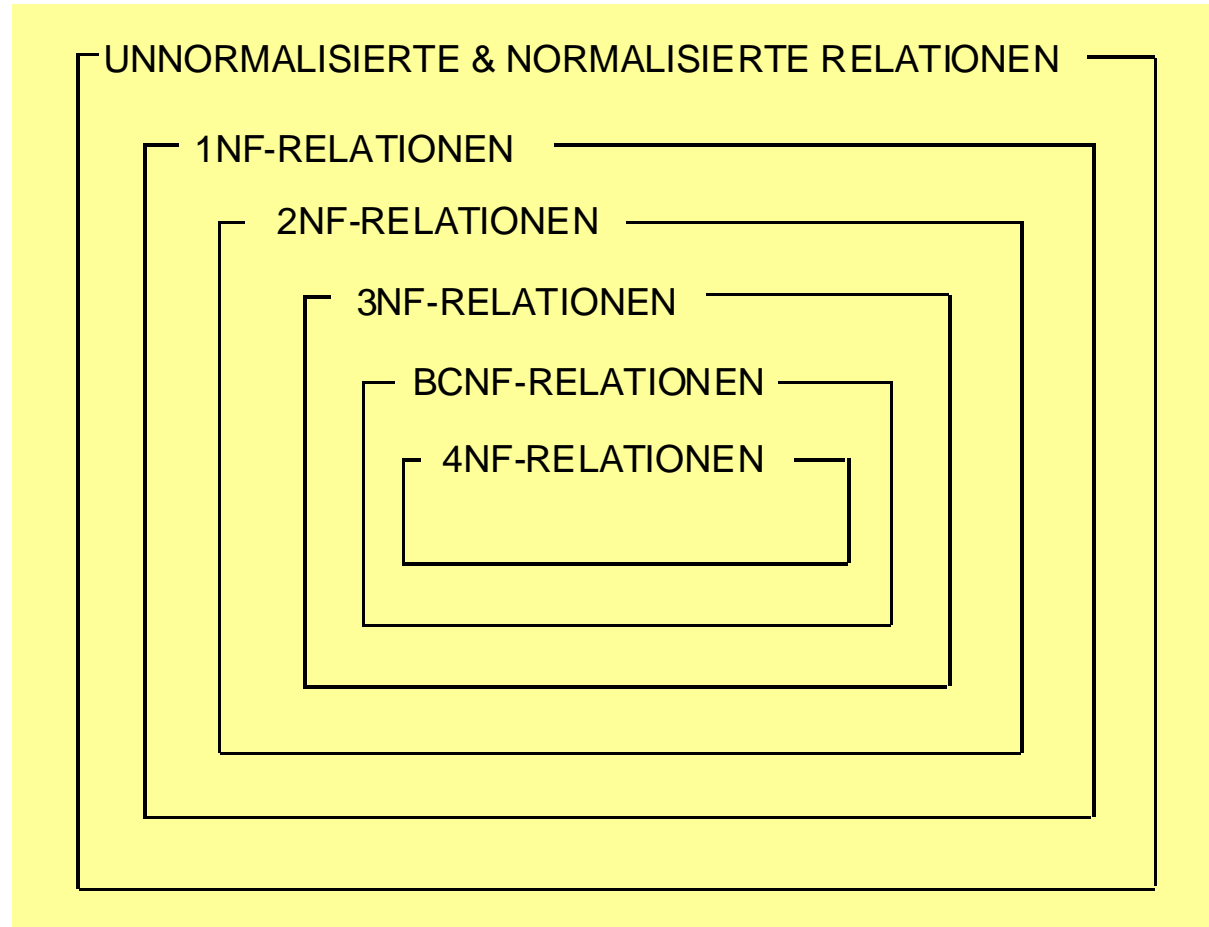 UNNORMALISIERTE & NORMALISIERTE RELATIONEN
1NF-RELATIONEN
2NF-RELATIONEN
3NF-RELATIONEN
BCNF-RELATIONEN
4NF-RELATIONEN